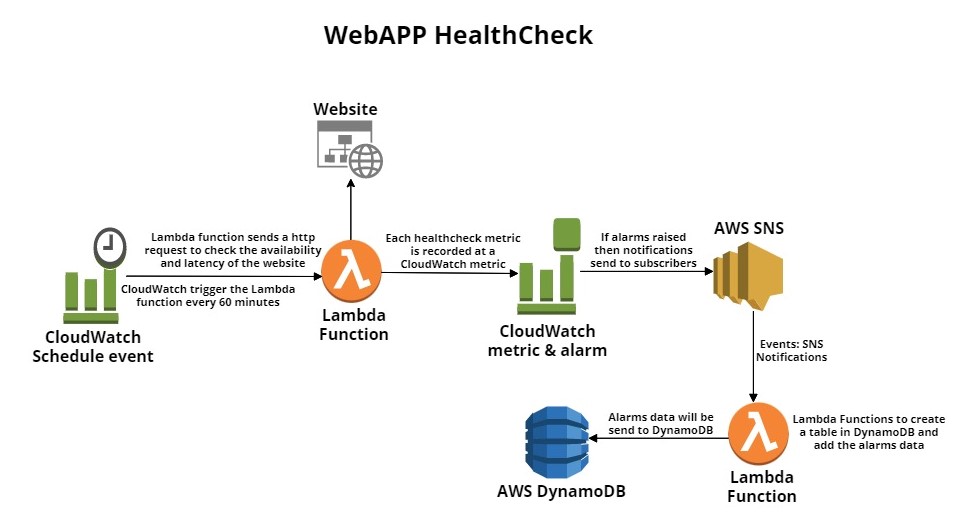 WebAPP HealthCheck
Website
Lambda function sends a http
request to check the availability
and latency of the website
CloudWatch trigger the Lambda
function every 60 minutes
CloudWatch
Schedule event
Lambda
Function
Each healthcheck metric
is recorded at a
CloudWatch metric
CloudWatch
metric & alarm
If alarms raised
then notifications
send to subscribers
AWS SNS
Events: SNS
Notifications
Lambda Functions to create
a table in DynamoDB and
add the alarms data
Lambda
Function
Alarms data will be
send to DynamoDB
AWS DynamoDB